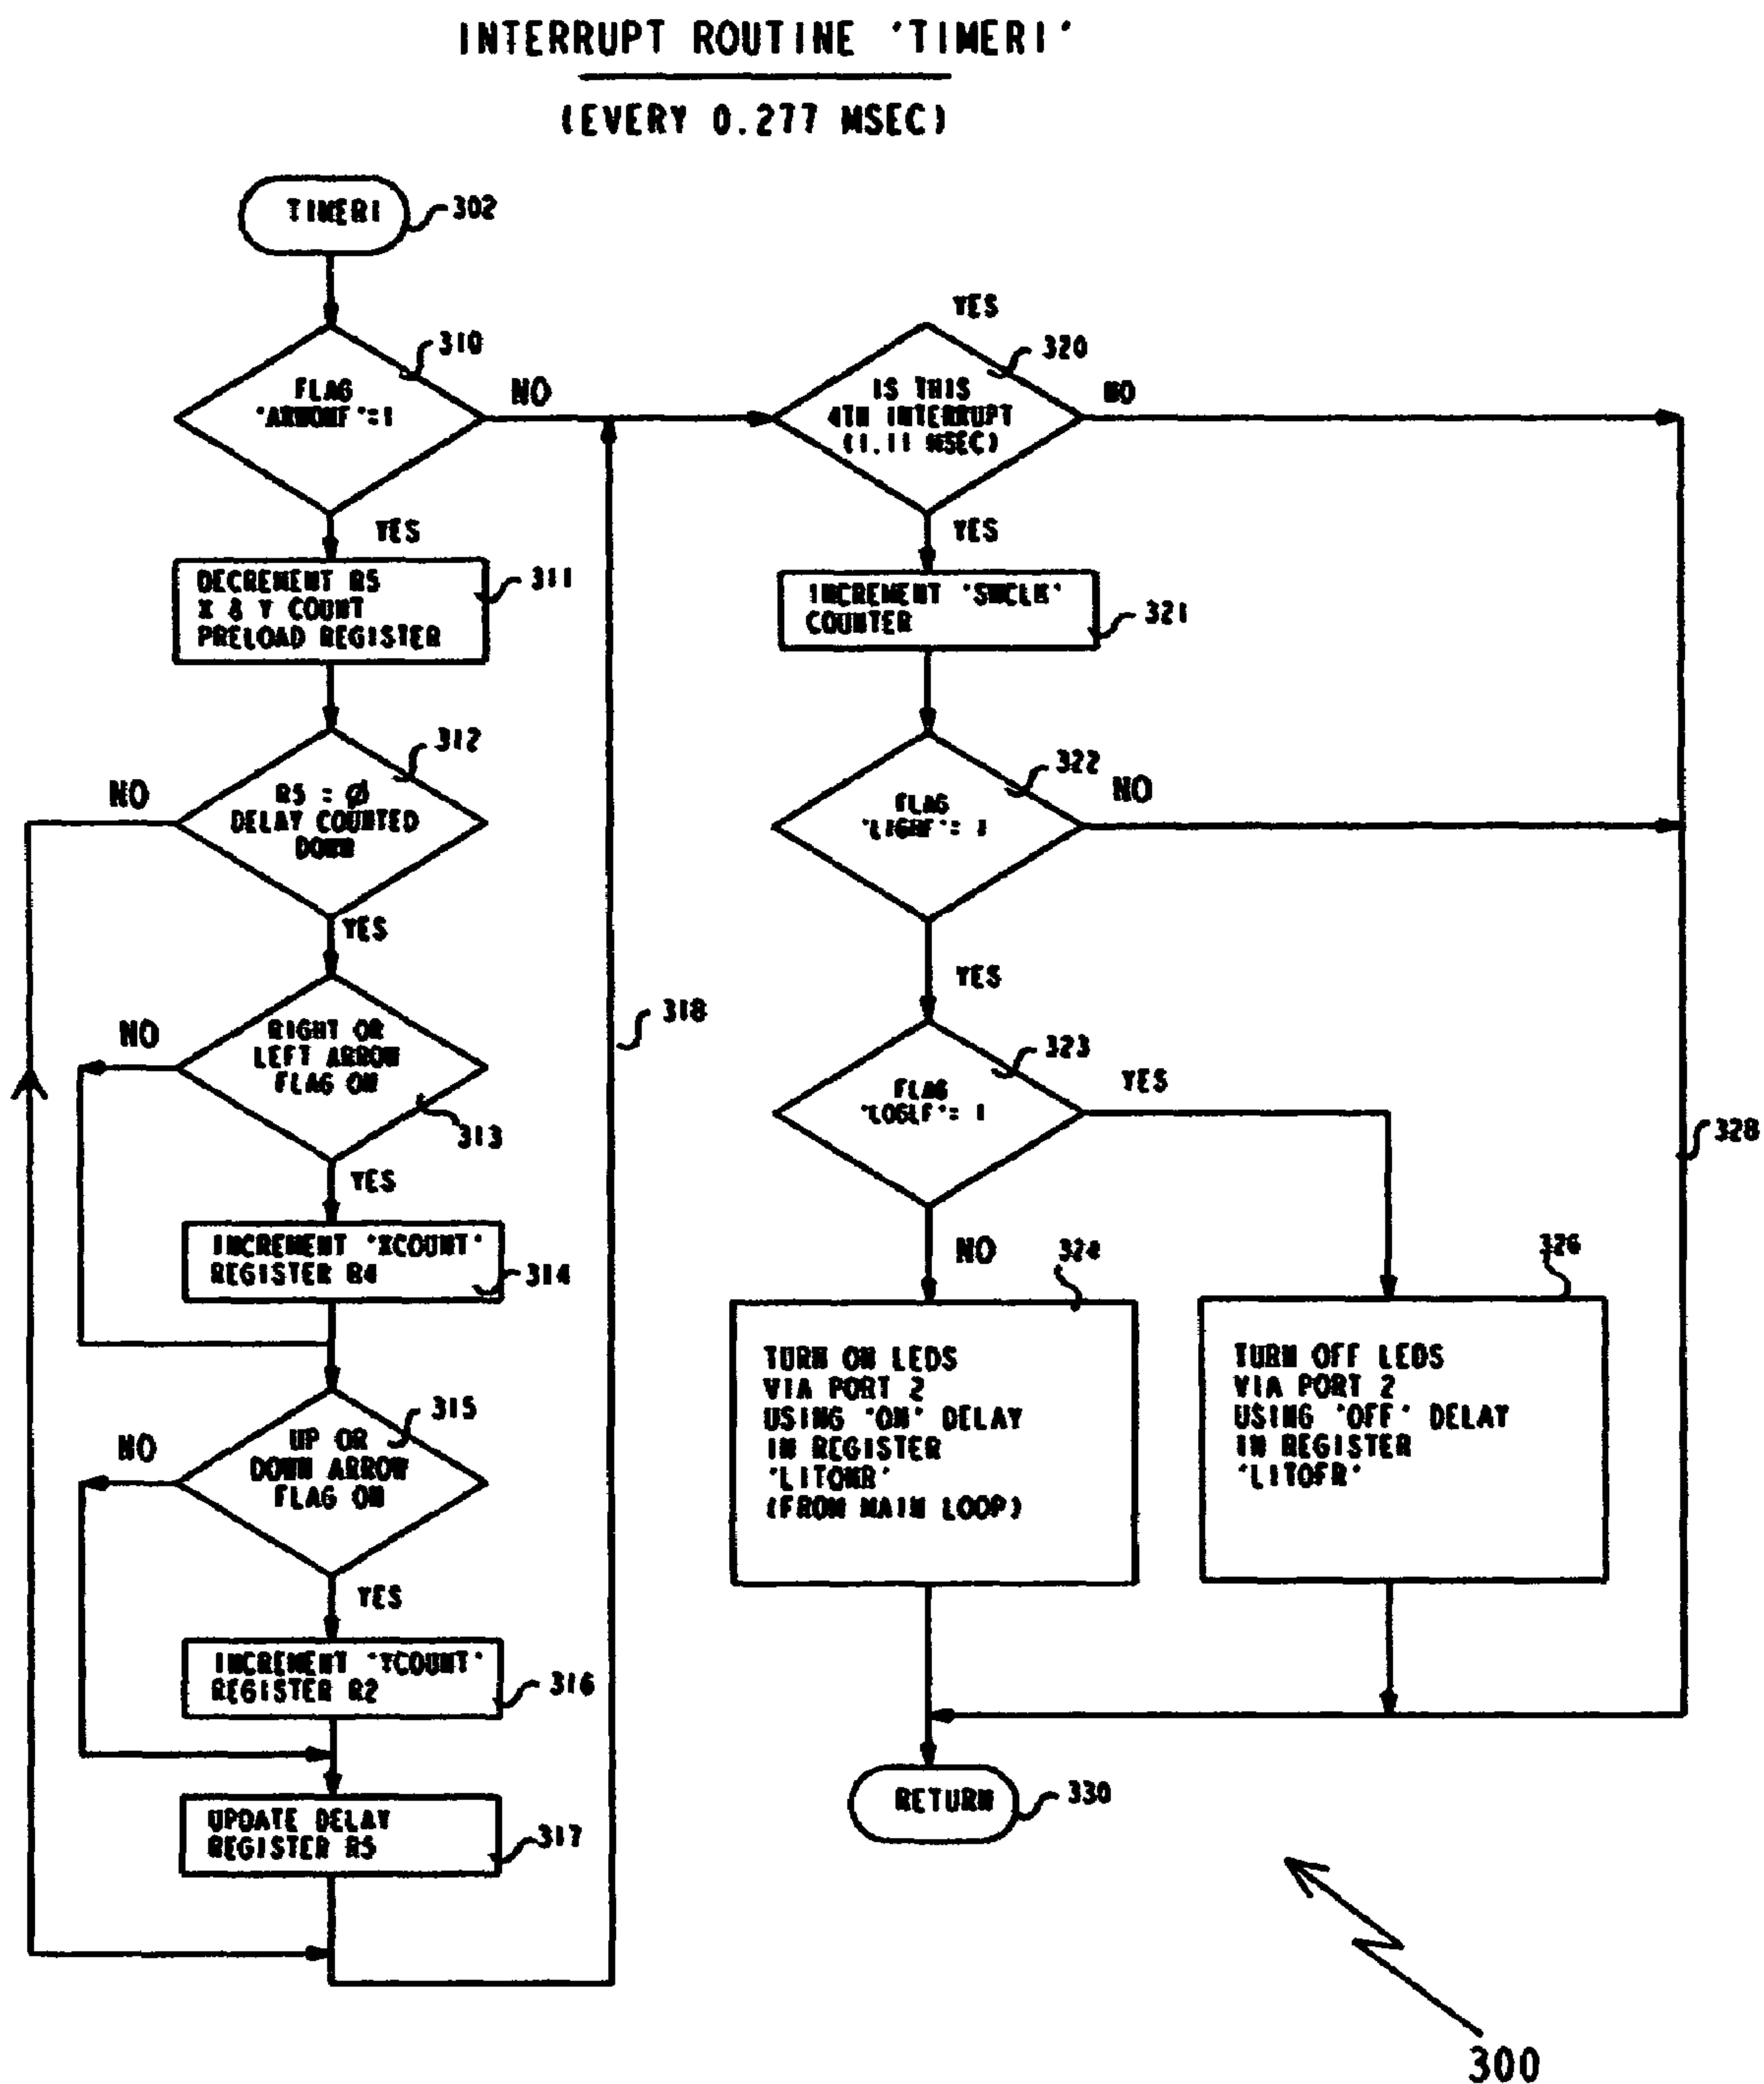 INTERRUPT ROUTINE 'TIMERI'
(EVERY 0.277 MSEC)
TIMERI
302
310
FLAG
'ARWONF'=1
NO
YES
DECREMENT R5
X & Y COUNT
PRELOAD REGISTER
311
312
R5 = Ø
DELAY COUNTED
DOWN
NO
YES
RIGHT OR
LEFT ARROW
FLAG ON
NO
313
YES
INCREMENT 'XCOUNT'
REGISTER R4
314
315
UP OR
DOWN ARROW
FLAG ON
NO
YES
INCREMENT 'YCOUNT'
REGISTER R2
316
UPDATE DELAY
REGISTER R5
317
318
YES
320
IS THIS
4TH INTERRUPT
(1.11 MSEC)
NO
YES
INCREMENT 'SWCLK'
COUNTER
321
322
FLAG
'LIGHF'= 1
NO
YES
323
FLAG
'LOGLF'= 1
YES
NO
324
TURN ON LEDS
VIA PORT 2
USING 'ON' DELAY
IN REGISTER
'LITONR'
(FROM MAIN LOOP)
326
TURN OFF LEDS
VIA PORT 2
USING 'OFF' DELAY
IN REGISTER
'LITOFR'
328
RETURN
330
300